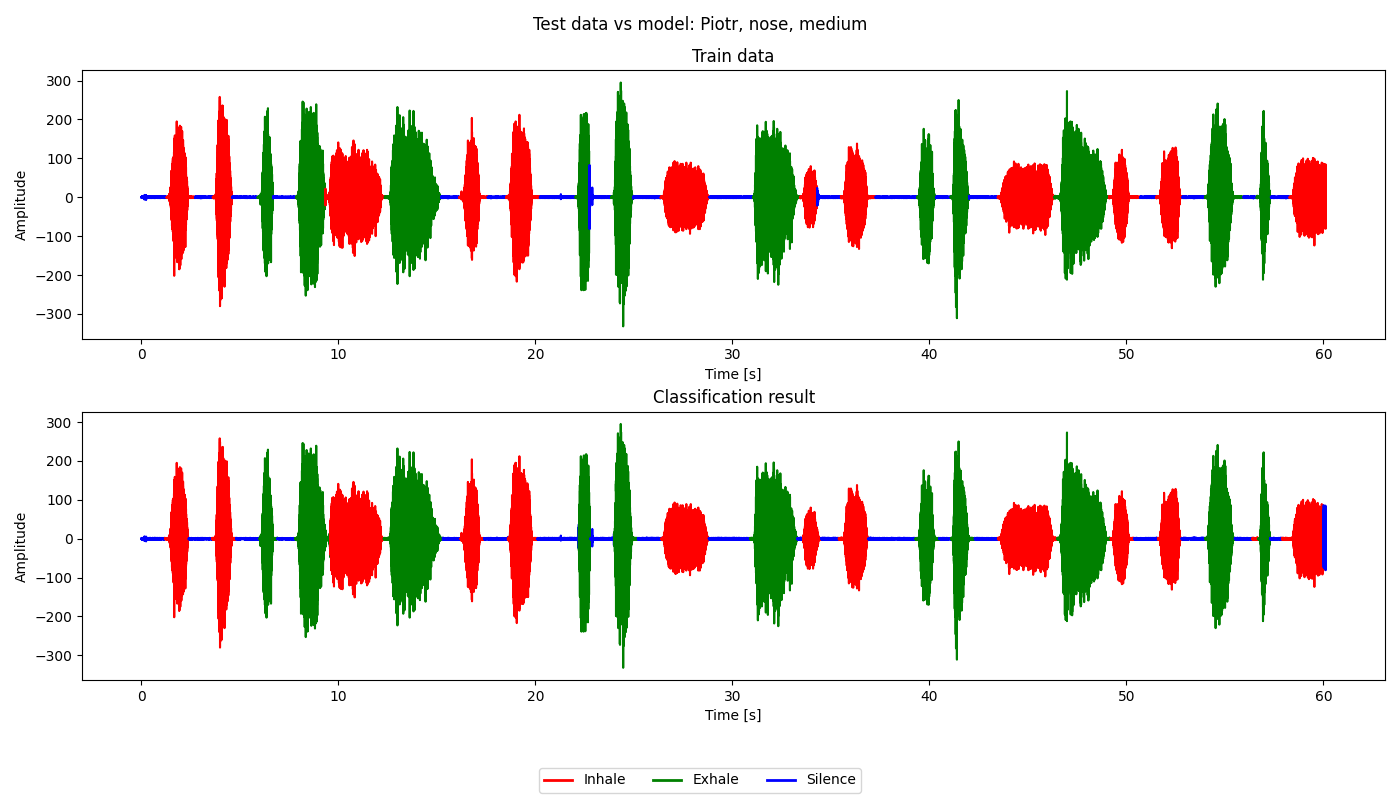 Test data vs model: Piotr, nose, medium
Train data
300
200
100
0
−100
−200
−300
Amplitude
0 10 20 30 40 50 60
Time [s]
Classification result
300
200
100
0
−100
−200
−300
Amplitude
0 10 20 30 40 50 60
Time [s]
Inhale Exhale Silence